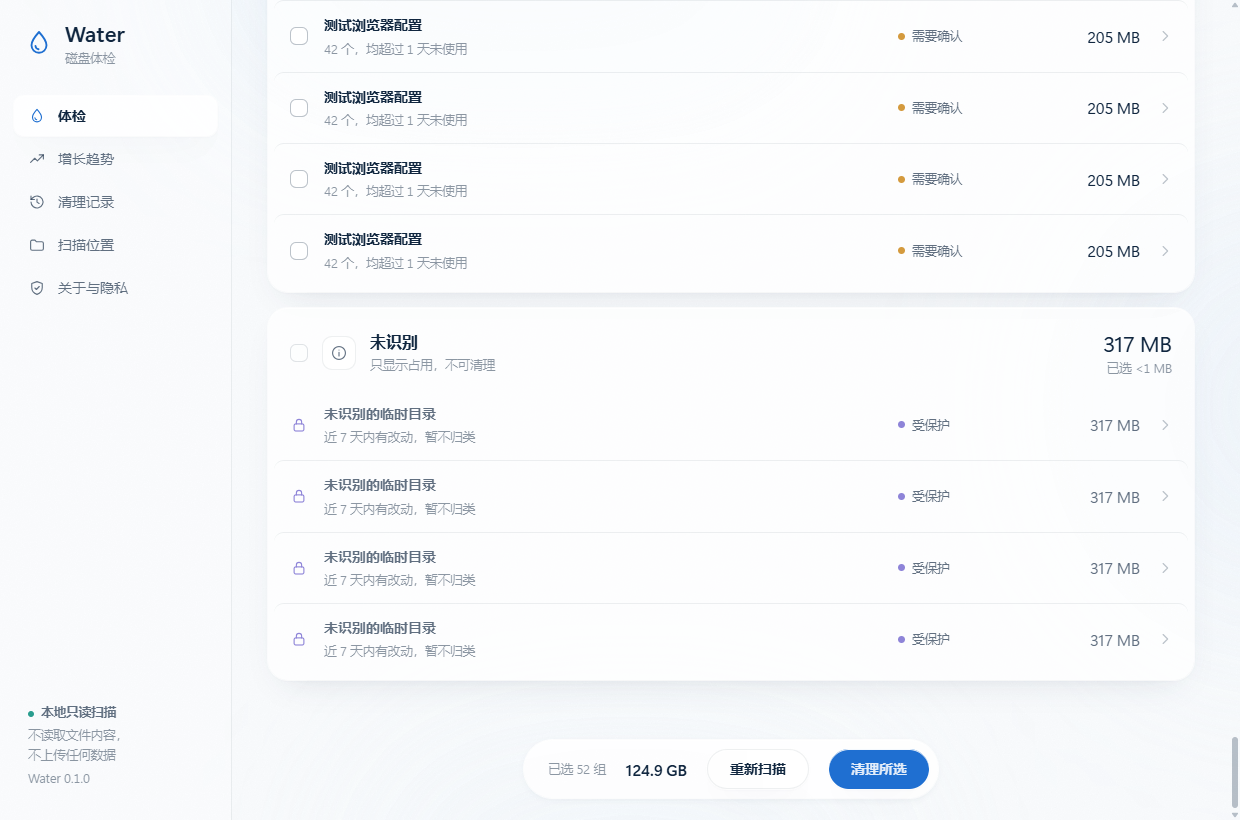 Water
磁盘体检
体检
增长趋势
清理记录
扫描位置
关于与隐私
本地只读扫描
不读取文件内容，
不上传任何数据
Water 0.1.0
测试浏览器配置
42 个，均超过 1 天未使用
需要确认
205 MB
测试浏览器配置
42 个，均超过 1 天未使用
需要确认
205 MB
测试浏览器配置
42 个，均超过 1 天未使用
需要确认
205 MB
测试浏览器配置
42 个，均超过 1 天未使用
需要确认
205 MB
未识别
只显示占用，不可清理
317 MB
已选 <1 MB
未识别的临时目录
近 7 天内有改动，暂不归类
受保护
317 MB
未识别的临时目录
近 7 天内有改动，暂不归类
受保护
317 MB
未识别的临时目录
近 7 天内有改动，暂不归类
受保护
317 MB
未识别的临时目录
近 7 天内有改动，暂不归类
受保护
317 MB
已选 52 组
124.9 GB
重新扫描
清理所选